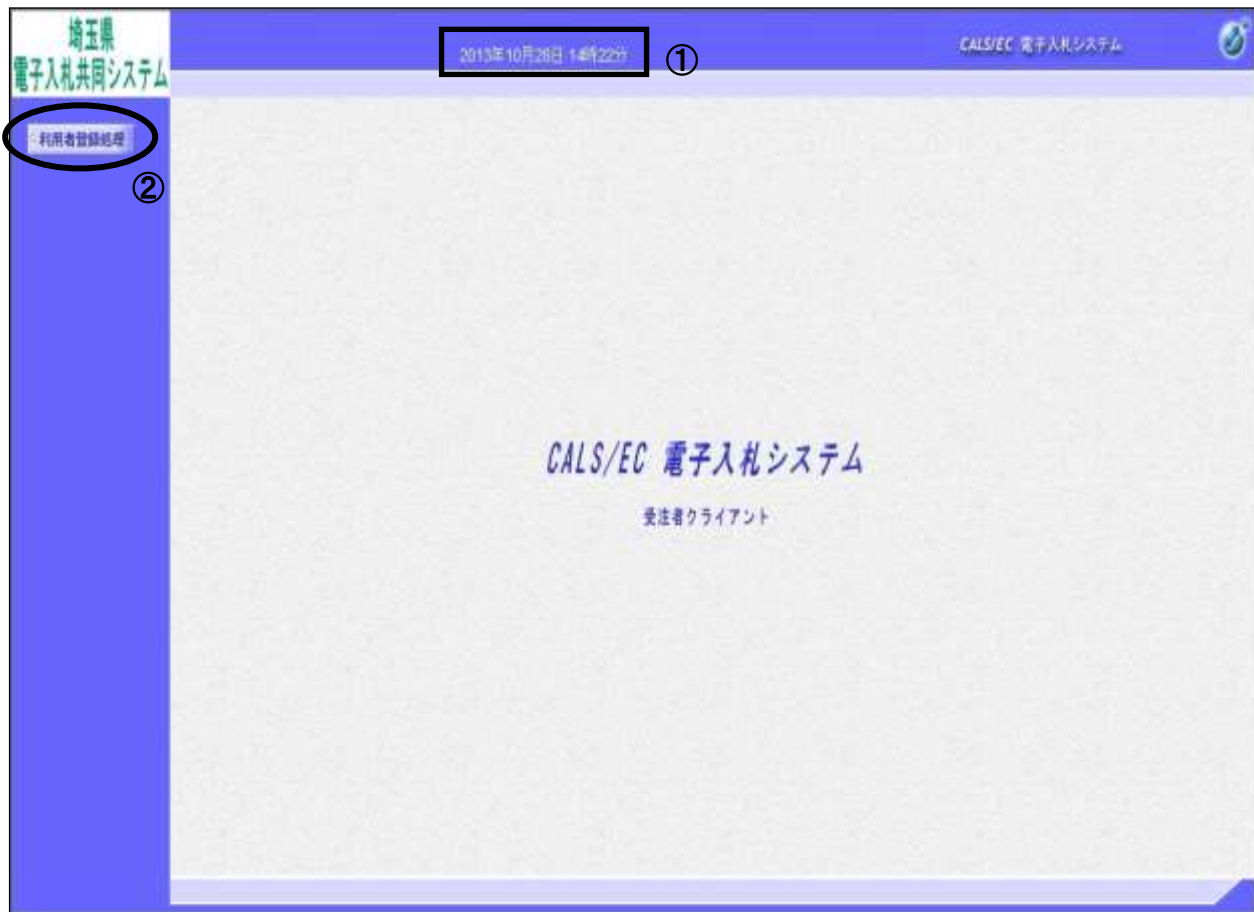 埼玉県
電子入札共同システム
2013年10月28日 14時22分
①
CALS/EC 電子入札システム
利用者登録処理
②
CALS/EC 電子入札システム
受注者クライアント